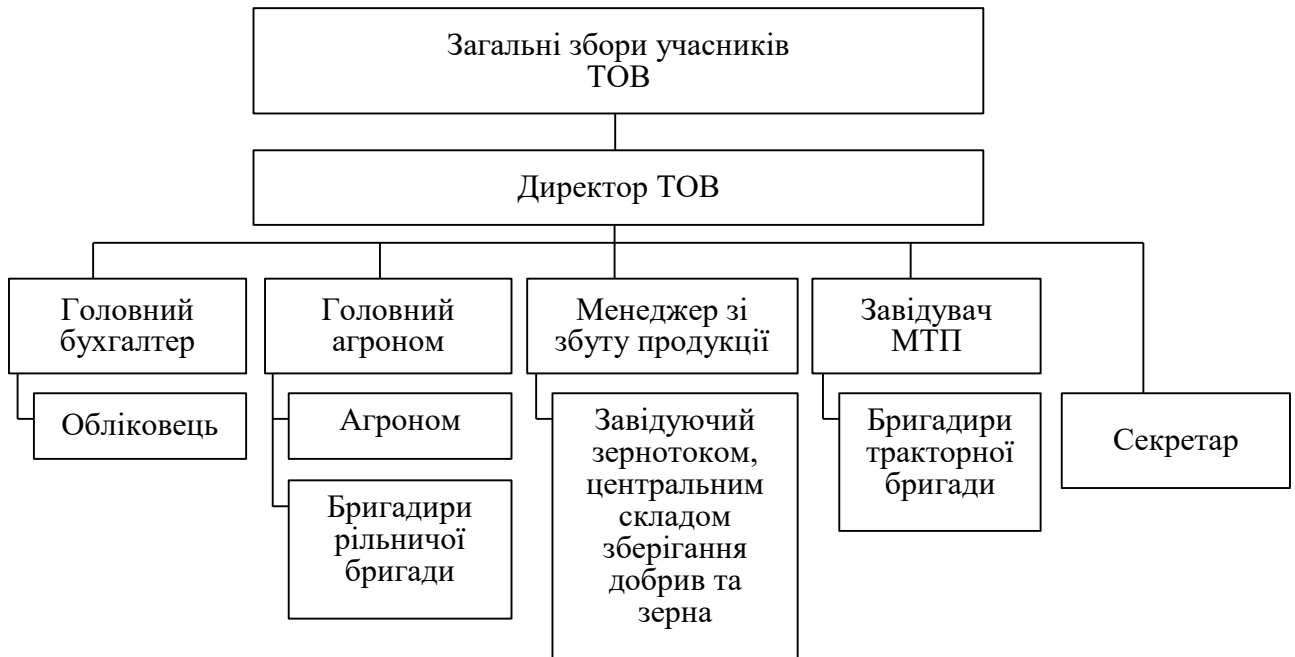 Загальні збори учасників
ТОВ
Директор ТОВ
Головний
бухгалтер
Головний
агроном
Менеджер зі
збуту продукції
Завідувач
МТП
Обліковець
Агроном
Бригадири
рільничої
бригади
Завідуючий
зернотоком,
центральним
складом
зберігання
добрив та
зерна
Бригадири
тракторної
бригади
Секретар